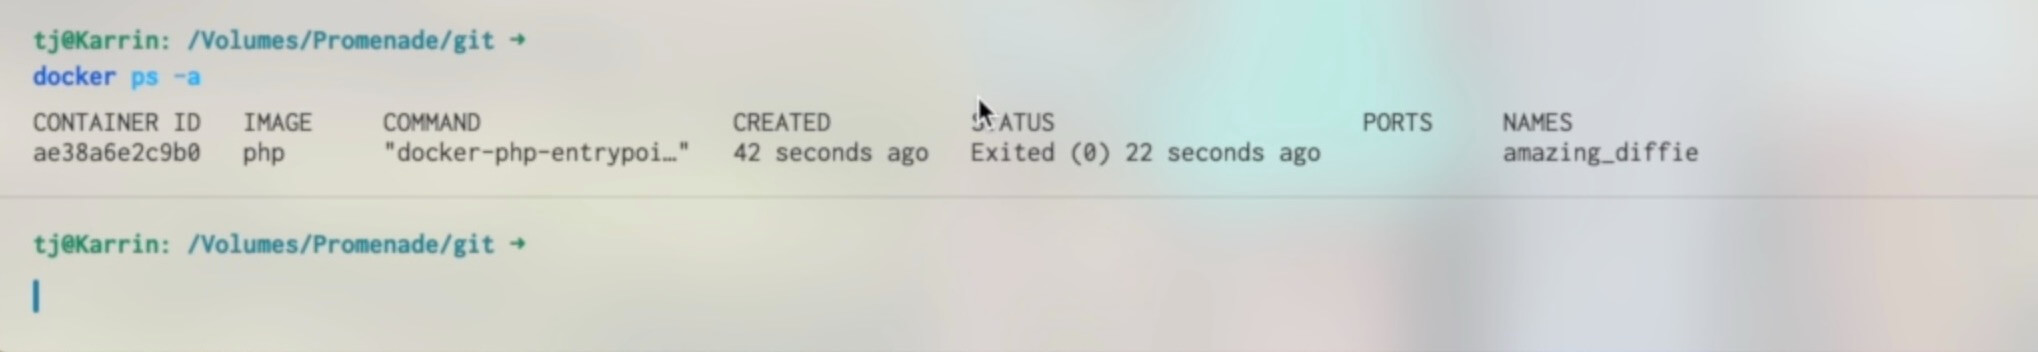 tj@Karrin: /Volumes/Promenade/git →
docker ps -a
CONTAINER ID IMAGE COMMAND CREATED STATUS PORTS NAMES
ae38a6e2c9b0 php "docker-php-entrypoi…" 42 seconds ago Exited (0) 22 seconds ago amazing_diffie
tj@Karrin: /Volumes/Promenade/git →